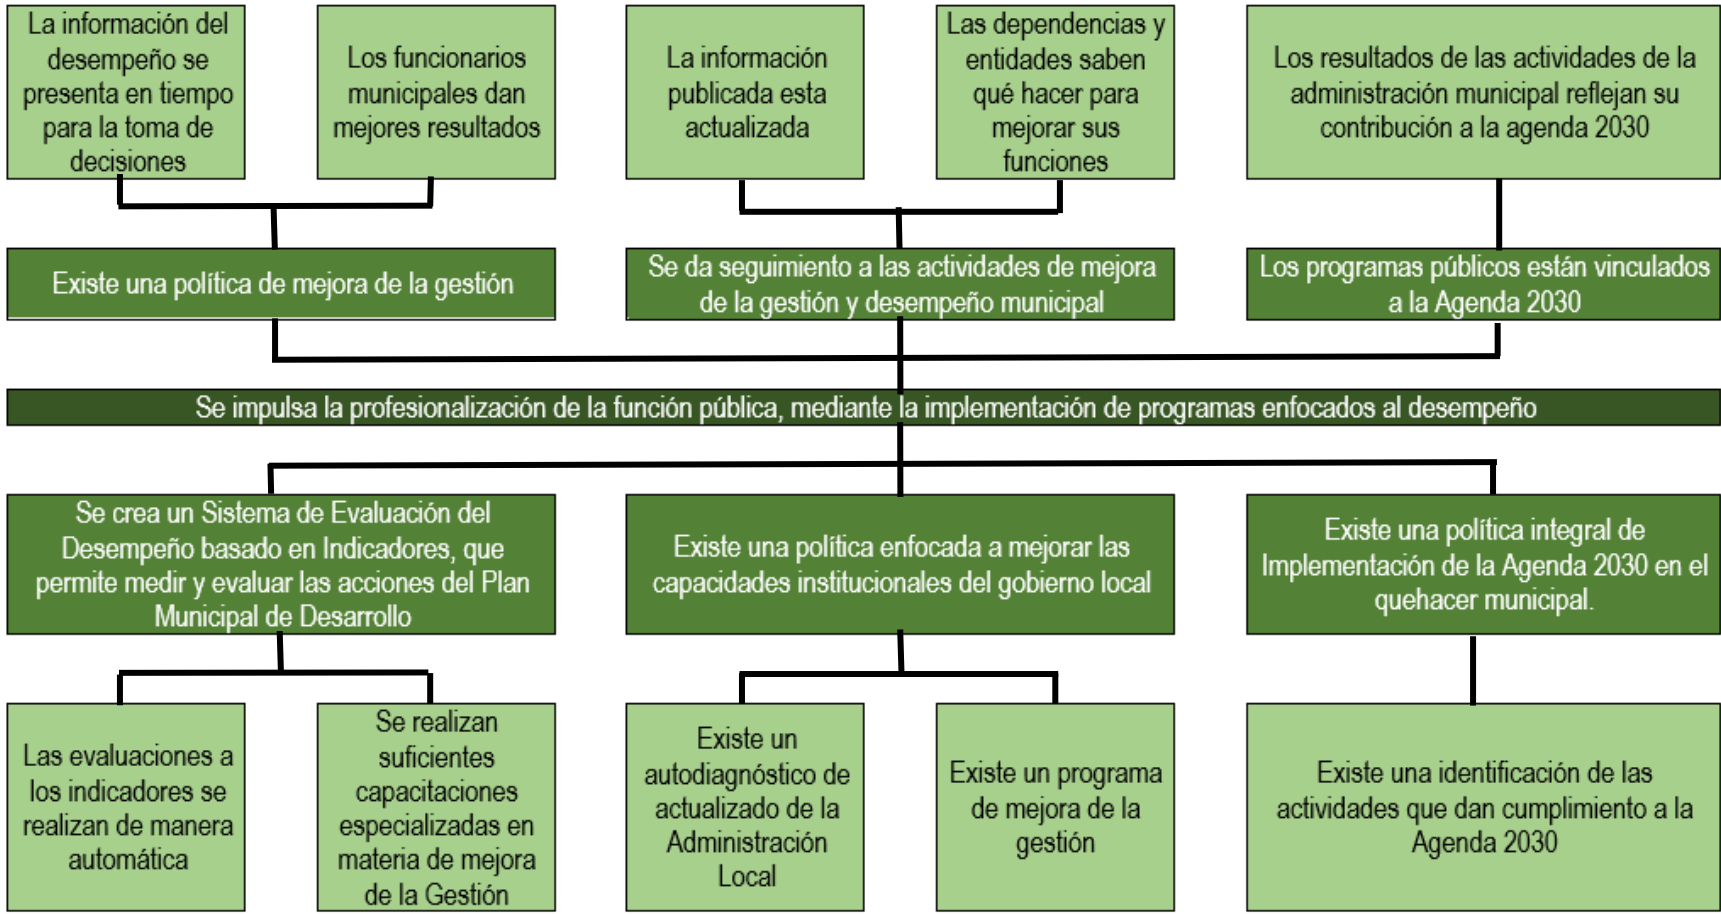 La información del
desempeño se
presenta en tiempo
para la toma de
decisiones
Los funcionarios
municipales dan
mejores resultados
La información
publicada esta
actualizada
Las dependencias y
entidades saben
qué hacer para
mejorar sus
funciones
Los resultados de las actividades de la
administración municipal reflejan su
contribución a la agenda 2030
Existe una política de mejora de la gestión
Se da seguimiento a las actividades de mejora
de la gestión y desempeño municipal
Los programas públicos están vinculados
a la Agenda 2030
Se impulsa la profesionalización de la función pública, mediante la implementación de programas enfocados al desempeño
Se crea un Sistema de Evaluación del
Desempeño basado en Indicadores, que
permite medir y evaluar las acciones del Plan
Municipal de Desarrollo
Existe una política enfocada a mejorar las
capacidades institucionales del gobierno local
Existe una política integral de
Implementación de la Agenda 2030 en el
quehacer municipal.
Las evaluaciones a
los indicadores se
realizan de manera
automática
Se realizan
suficientes
capacitaciones
especializadas en
materia de mejora
de la Gestión
Existe un
autodiagnóstico de
actualizado de la
Administración
Local
Existe un programa
de mejora de la
gestión
Existe una identificación de las
actividades que dan cumplimiento a la
Agenda 2030